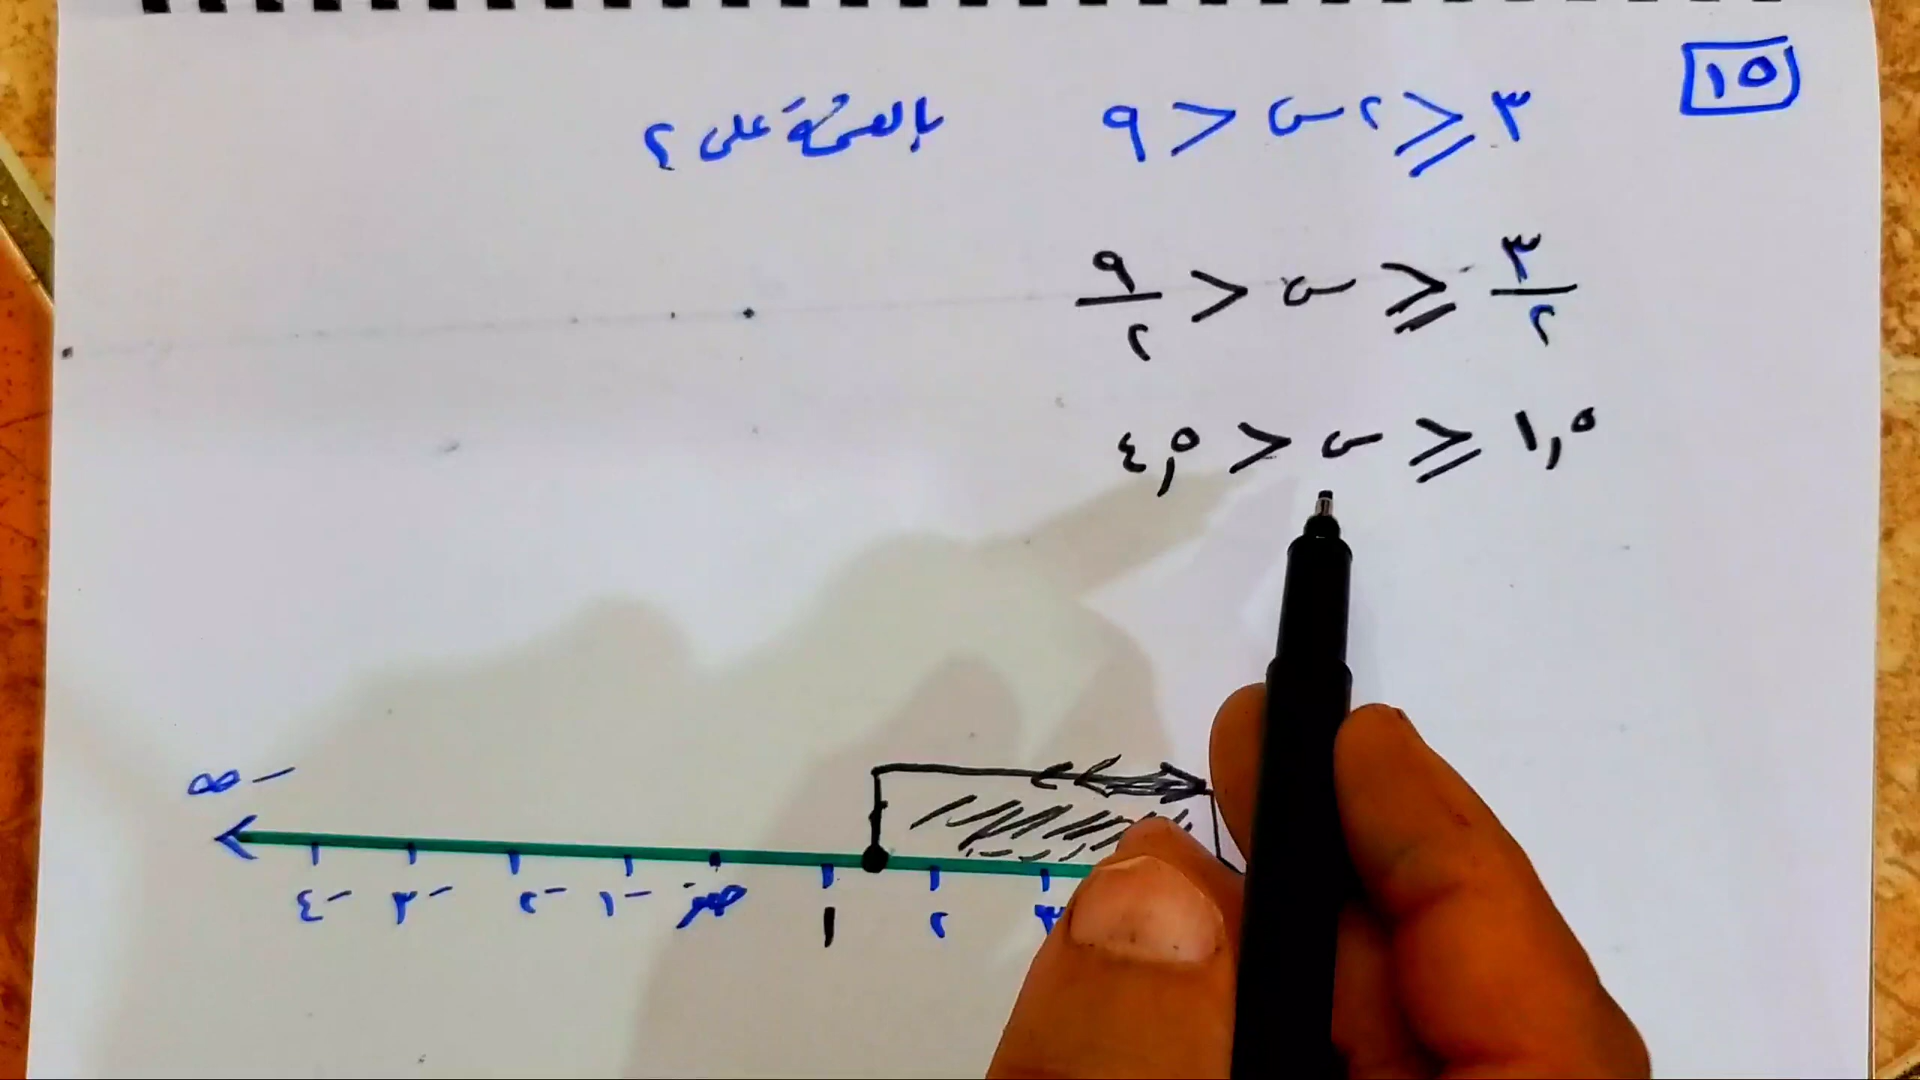 ١٥
٣ ≥ ٢س > ٩ بالقسمة على ٢
٣/٢ ≥ س > ٩/٢
١,٥ ≥ س > ٤,٥
-∞
-٤ -٣ -٢ -١ صفر ١ ٢ ٣